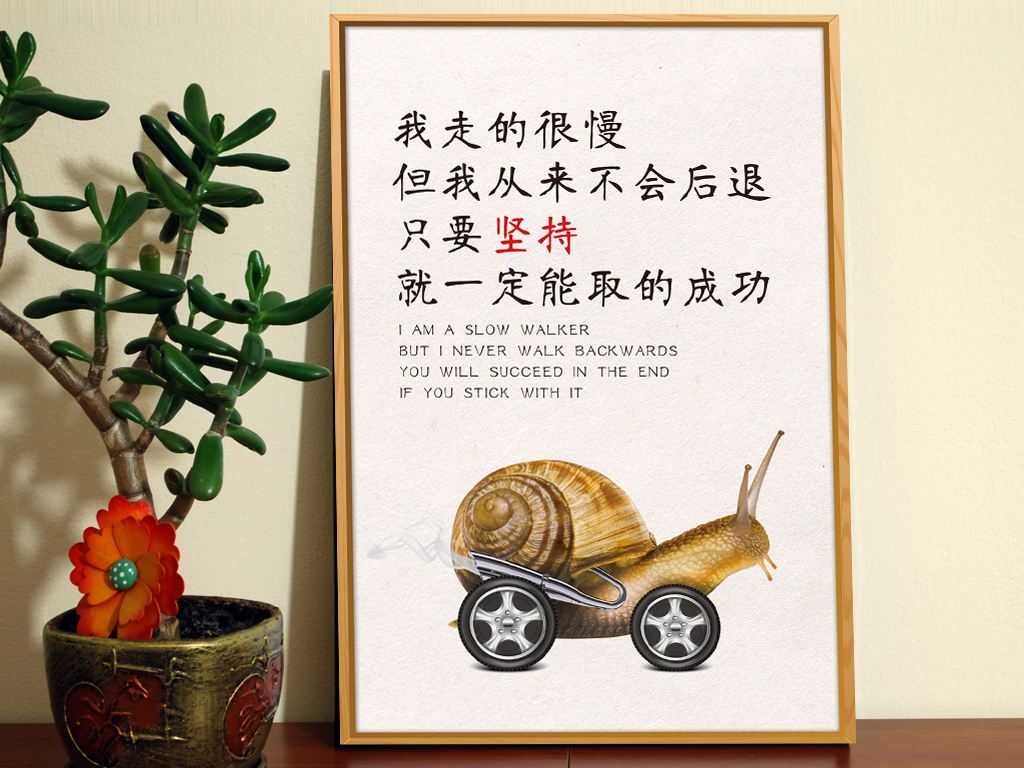 我走的很慢
但我从来不会后退
只要坚持
就一定能取的成功
I AM A SLOW WALKER
BUT I NEVER WALK BACKWARDS
YOU WILL SUCCEED IN THE END
IF YOU STICK WITH IT